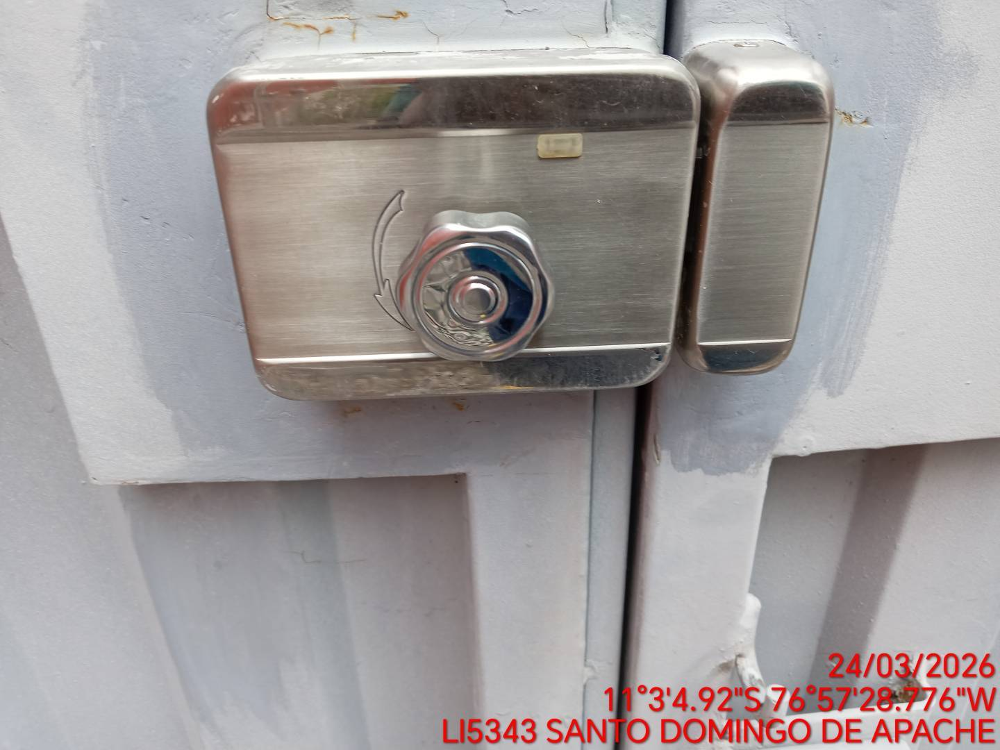 24/03/2026
11°3'4.92"S 76°57'28.776"W
LI5343 SANTO DOMINGO DE APACHE